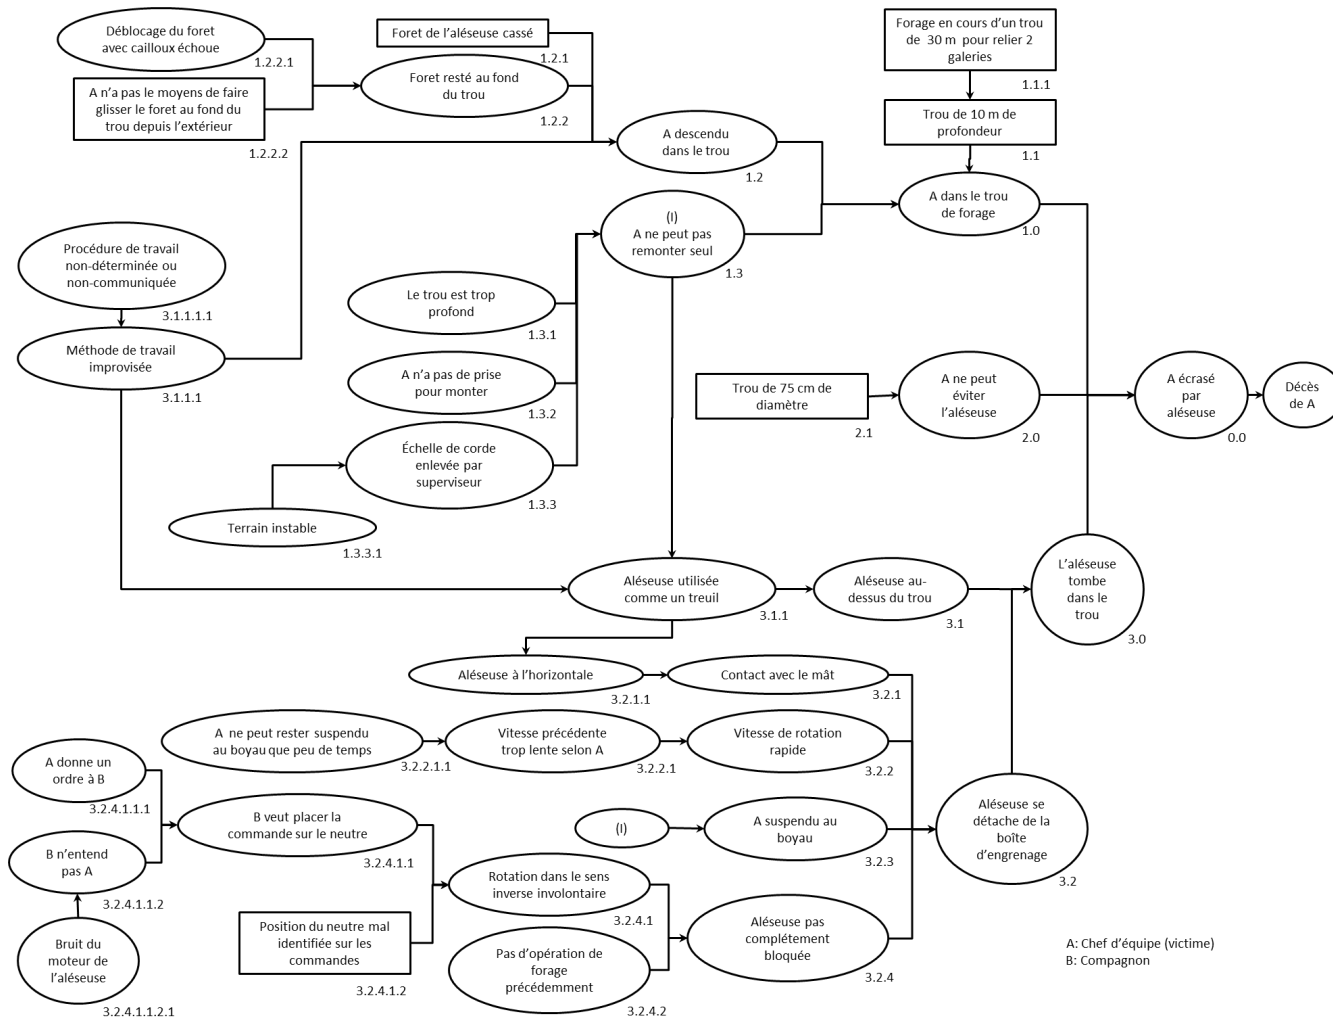 Déblocage du foret
avec cailloux échoue
1.2.2.1
A n'a pas le moyens de faire
glisser le foret au fond du
trou depuis l'extérieur
1.2.2.2
Foret de l'aléseuse cassé
1.2.1
Foret resté au fond
du trou
1.2.2
Forage en cours d'un trou
de 30 m pour relier 2
galeries
1.1.1
Trou de 10 m de
profondeur
1.1
A descendu
dans le trou
1.2
A dans le trou
de forage
1.0
(I)
A ne peut pas
remonter seul
1.3
Procédure de travail
non-déterminée ou
non-communiquée
3.1.1.1.1
Méthode de travail
improvisée
3.1.1.1
Le trou est trop
profond
1.3.1
A n'a pas de prise
pour monter
1.3.2
Échelle de corde
enlevée par
superviseur
1.3.3
Terrain instable
1.3.3.1
Trou de 75 cm de
diamètre
2.1
A ne peut
éviter
l'aléseuse
2.0
A écrasé
par
aléseuse
0.0
Décès
de A
Aléseuse utilisée
comme un treuil
3.1.1
Aléseuse au-
dessus du trou
3.1
L'aléseuse
tombe
dans le
trou
3.0
Aléseuse à l'horizontale
3.2.1.1
Contact avec le mât
3.2.1
A ne peut rester suspendu
au boyau que peu de temps
3.2.2.1.1
Vitesse précédente
trop lente selon A
3.2.2.1
Vitesse de rotation
rapide
3.2.2
A donne un
ordre à B
3.2.4.1.1.1
B veut placer la
commande sur le neutre
3.2.4.1.1
(I)
A suspendu au
boyau
3.2.3
Aléseuse se
détache de la
boîte
d'engrenage
3.2
B n'entend
pas A
3.2.4.1.1.2
Rotation dans le sens
inverse involontaire
3.2.4.1
Position du neutre mal
identifiée sur les
commandes
3.2.4.1.2
Aléseuse pas
complétement
bloquée
3.2.4
Bruit du
moteur de
l'aléseuse
3.2.4.1.1.2.1
Pas d'opération de
forage
précédemment
3.2.4.2
A: Chef d'équipe (victime)
B: Compagnon